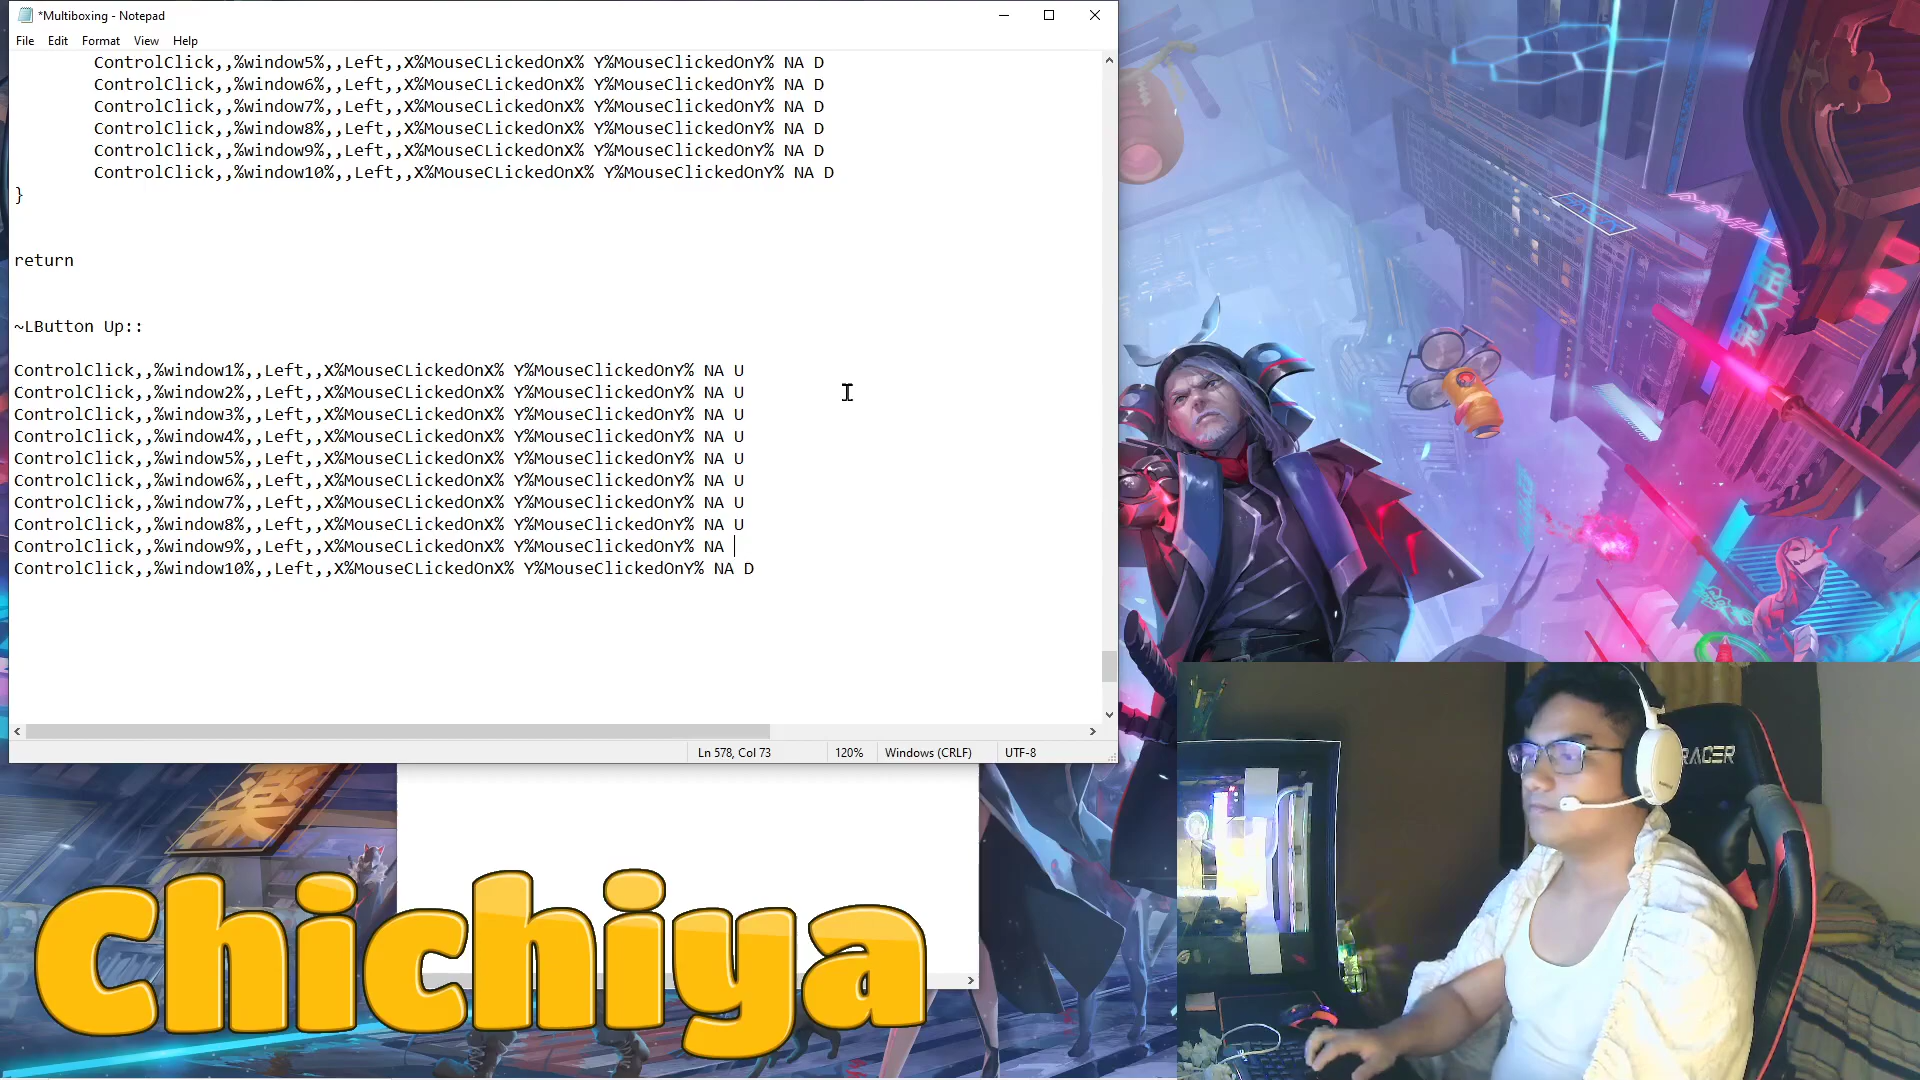 *Multiboxing - Notepad
File Edit Format View Help
ControlClick,,%window5%,,Left,,X%MouseCLickedOnX% Y%MouseClickedOnY% NA D
ControlClick,,%window6%,,Left,,X%MouseCLickedOnX% Y%MouseClickedOnY% NA D
ControlClick,,%window7%,,Left,,X%MouseCLickedOnX% Y%MouseClickedOnY% NA D
ControlClick,,%window8%,,Left,,X%MouseCLickedOnX% Y%MouseClickedOnY% NA D
ControlClick,,%window9%,,Left,,X%MouseCLickedOnX% Y%MouseClickedOnY% NA D
ControlClick,,%window10%,,Left,,X%MouseCLickedOnX% Y%MouseClickedOnY% NA D
}
return
~LButton Up::
ControlClick,,%window1%,,Left,,X%MouseCLickedOnX% Y%MouseClickedOnY% NA U
ControlClick,,%window2%,,Left,,X%MouseCLickedOnX% Y%MouseClickedOnY% NA U
ControlClick,,%window3%,,Left,,X%MouseCLickedOnX% Y%MouseClickedOnY% NA U
ControlClick,,%window4%,,Left,,X%MouseCLickedOnX% Y%MouseClickedOnY% NA U
ControlClick,,%window5%,,Left,,X%MouseCLickedOnX% Y%MouseClickedOnY% NA U
ControlClick,,%window6%,,Left,,X%MouseCLickedOnX% Y%MouseClickedOnY% NA U
ControlClick,,%window7%,,Left,,X%MouseCLickedOnX% Y%MouseClickedOnY% NA U
ControlClick,,%window8%,,Left,,X%MouseCLickedOnX% Y%MouseClickedOnY% NA U
ControlClick,,%window9%,,Left,,X%MouseCLickedOnX% Y%MouseClickedOnY% NA
ControlClick,,%window10%,,Left,,X%MouseCLickedOnX% Y%MouseClickedOnY% NA D
Ln 578, Col 73 120% Windows (CRLF) UTF-8
RACER
Chichiya